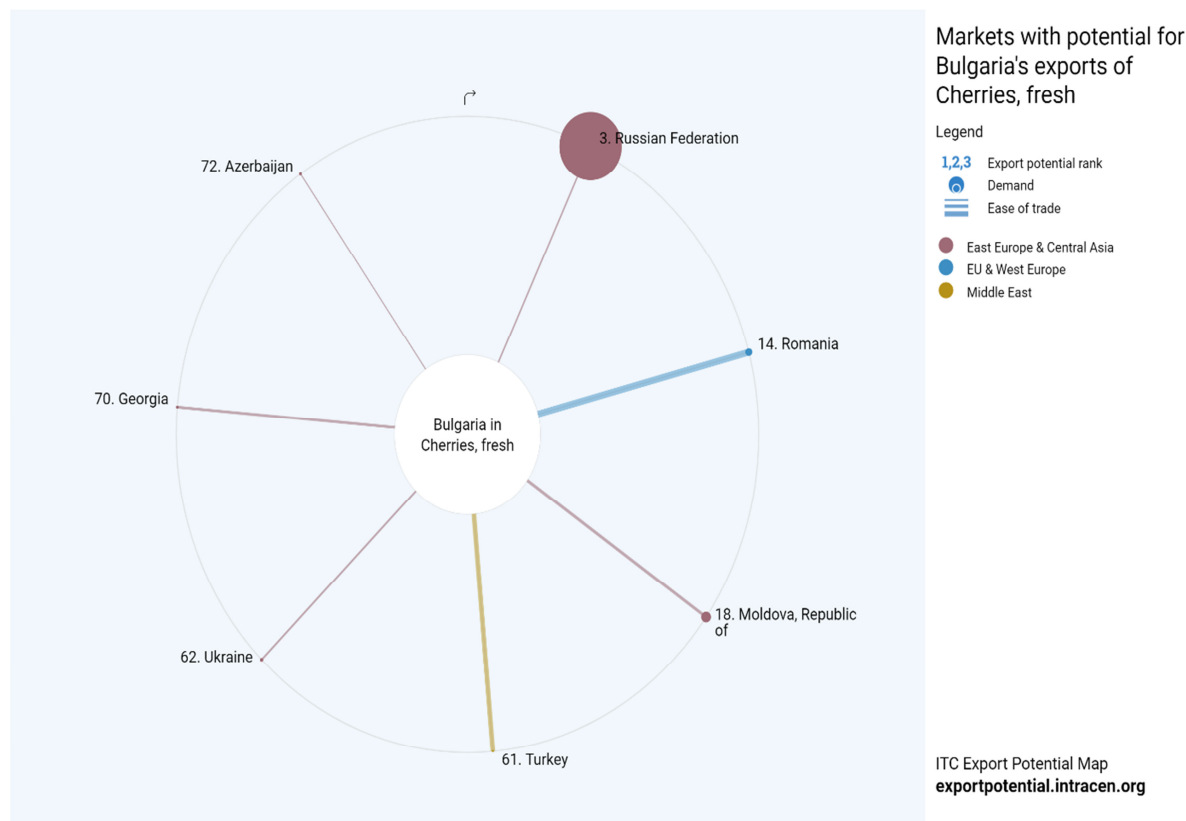 Markets with potential for
Bulgaria's exports of
Cherries, fresh
Legend
1,2,3 Export potential rank
Demand
Ease of trade
East Europe & Central Asia
EU & West Europe
Middle East
3. Russian Federation
14. Romania
18. Moldova, Republic
of
61. Turkey
62. Ukraine
70. Georgia
72. Azerbaijan
Bulgaria in
Cherries, fresh
ITC Export Potential Map
exportpotential.intracen.org